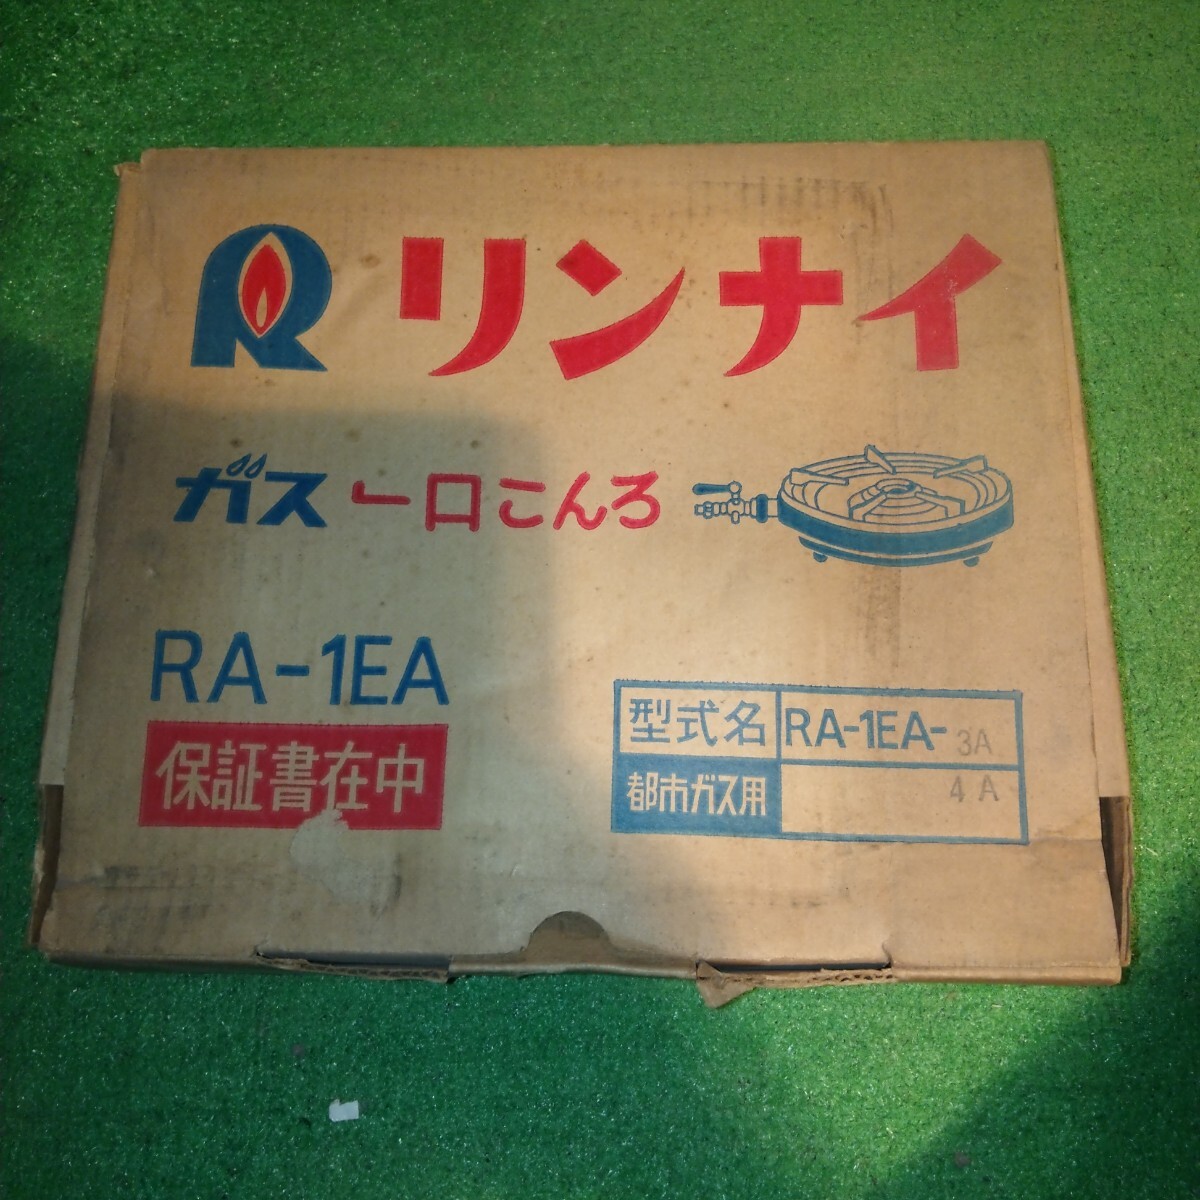 R リンナイ
ガス 一口こんろ
RA-1EA
保証書在中
型式名 RA-1EA-3A
都市ガス用 4A